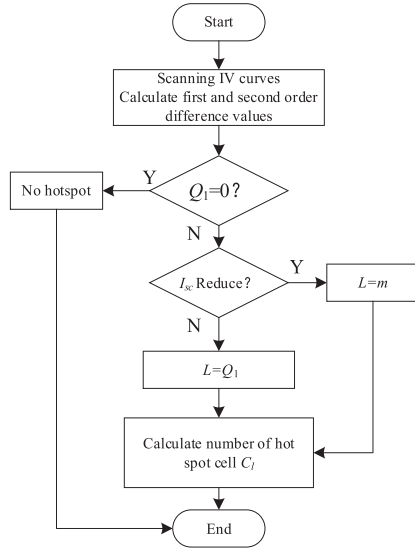 Start
Scanning IV curves
Calculate first and second order
difference values
Y
Q1=0?
No hotspot
N
Isc Reduce?
Y
L=m
N
L=Q1
Calculate number of hot
spot cell Cl
End